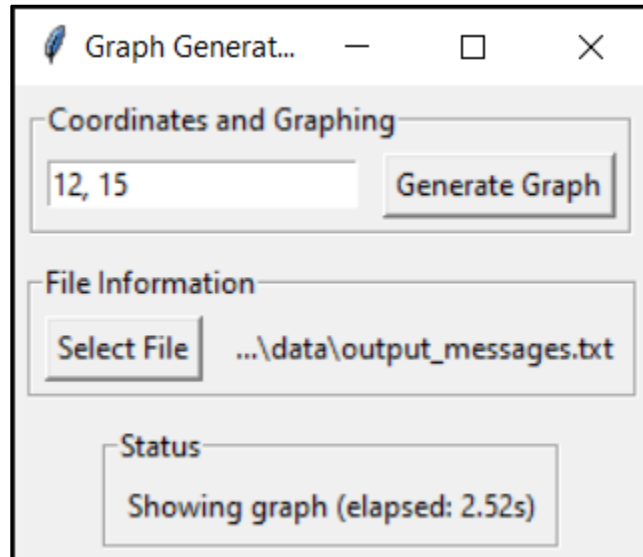 Graph Generat...
Coordinates and Graphing
12, 15 Generate Graph
File Information
Select File ...\data\output_messages.txt
Status
Showing graph (elapsed: 2.52s)